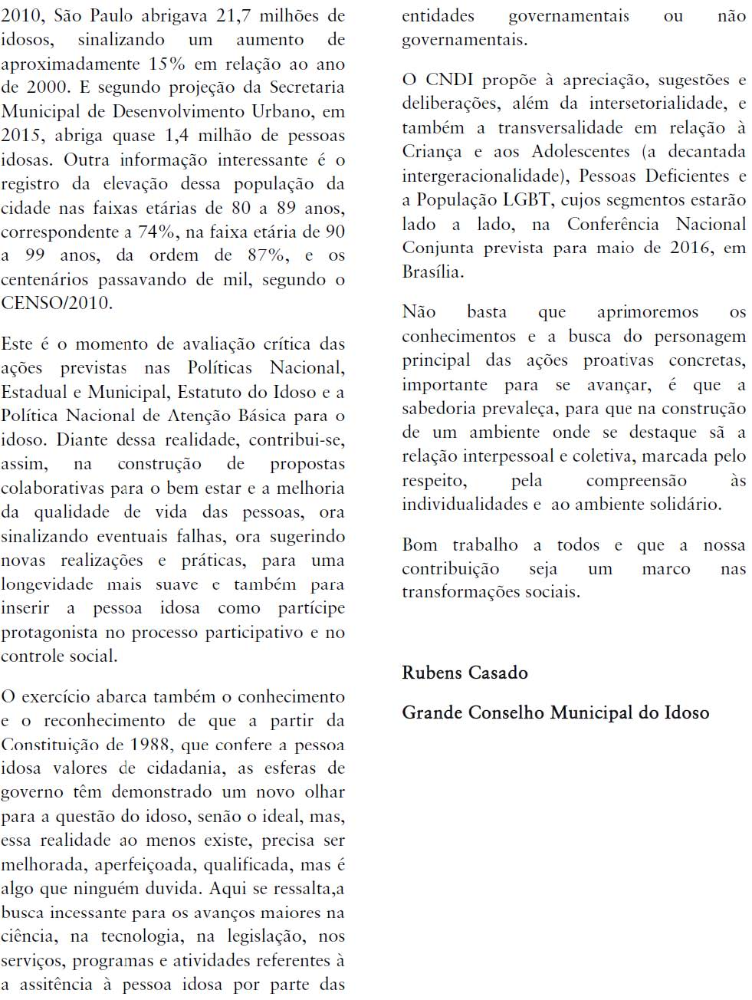 2010, São Paulo abrigava 21,7 milhões de
idosos, sinalizando um aumento de
aproximadamente 15% em relação ao ano
de 2000. E segundo projeção da Secretaria
Municipal de Desenvolvimento Urbano, em
2015, abriga quase 1,4 milhão de pessoas
idosas. Outra informação interessante é o
registro da elevação dessa população da
cidade nas faixas etárias de 80 a 89 anos,
correspondente a 74%, na faixa etária de 90
a 99 anos, da ordem de 87%, e os
centenários passavando de mil, segundo o
CENSO/2010.
Este é o momento de avaliação crítica das
ações previstas nas Políticas Nacional,
Estadual e Municipal, Estatuto do Idoso e a
Política Nacional de Atenção Básica para o
idoso. Diante dessa realidade, contribui-se,
assim, na construção de propostas
colaborativas para o bem estar e a melhoria
da qualidade de vida das pessoas, ora
sinalizando eventuais falhas, ora sugerindo
novas realizações e práticas, para uma
longevidade mais suave e também para
inserir a pessoa idosa como partícipe
protagonista no processo participativo e no
controle social.
O exercício abarca também o conhecimento
e o reconhecimento de que a partir da
Constituição de 1988, que confere a pessoa
idosa valores de cidadania, as esferas de
governo têm demonstrado um novo olhar
para a questão do idoso, senão o ideal, mas,
essa realidade ao menos existe, precisa ser
melhorada, aperfeiçoada, qualificada, mas é
algo que ninguém duvida. Aqui se ressalta,a
busca incessante para os avanços maiores na
ciência, na tecnologia, na legislação, nos
serviços, programas e atividades referentes à
a assitência à pessoa idosa por parte das
entidades governamentais ou não
governamentais.
O CNDI propõe à apreciação, sugestões e
deliberações, além da intersetorialidade, e
também a transversalidade em relação à
Criança e aos Adolescentes (a decantada
intergeracionalidade), Pessoas Deficientes e
a População LGBT, cujos segmentos estarão
lado a lado, na Conferência Nacional
Conjunta prevista para maio de 2016, em
Brasília.
Não basta que aprimoremos os
conhecimentos e a busca do personagem
principal das ações proativas concretas,
importante para se avançar, é que a
sabedoria prevaleça, para que na construção
de um ambiente onde se destaque sã a
relação interpessoal e coletiva, marcada pelo
respeito, pela compreensão às
individualidades e ao ambiente solidário.
Bom trabalho a todos e que a nossa
contribuição seja um marco nas
transformações sociais.
Rubens Casado
Grande Conselho Municipal do Idoso